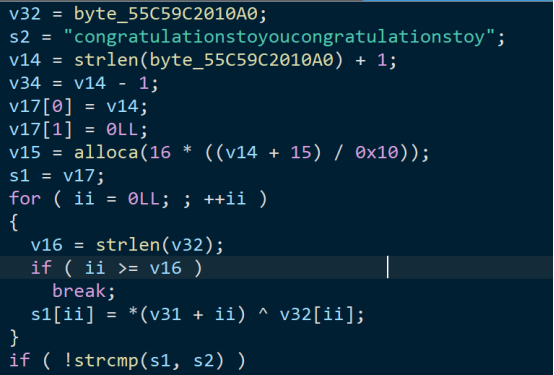 v32 = byte_55C59C2010A0;
s2 = "congratulationstoyoucongratulationstoy";
v14 = strlen(byte_55C59C2010A0) + 1;
v34 = v14 - 1;
v17[0] = v14;
v17[1] = 0LL;
v15 = alloca(16 * ((v14 + 15) / 0x10));
s1 = v17;
for ( ii = 0LL; ; ++ii )
{
v16 = strlen(v32);
if ( ii >= v16 )
break;
s1[ii] = *(v31 + ii) ^ v32[ii];
}
if ( !strcmp(s1, s2) )